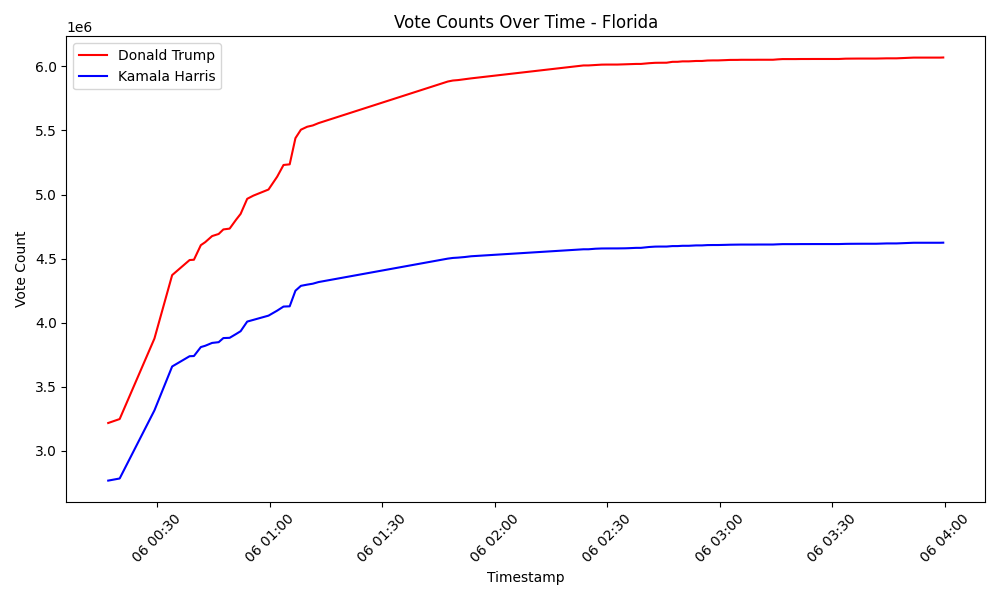 Vote Counts Over Time - Florida
1e6
Donald Trump
Kamala Harris
6.0
5.5
5.0
4.5
4.0
3.5
3.0
Vote Count
06 00:30
06 01:00
06 01:30
06 02:00
06 02:30
06 03:00
06 03:30
06 04:00
Timestamp